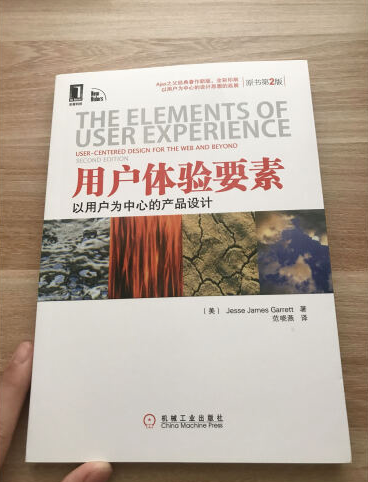 Ajax之父经典著作新版，全彩印刷
以用户为中心的设计思想的延展
原书第2版
New Riders
THE ELEMENTS OF
USER EXPERIENCE
USER-CENTERED DESIGN FOR THE WEB AND BEYOND
SECOND EDITION
用户体验要素
以用户为中心的产品设计
（美） Jesse James Garrett 著
范晓燕 译
机械工业出版社
China Machine Press